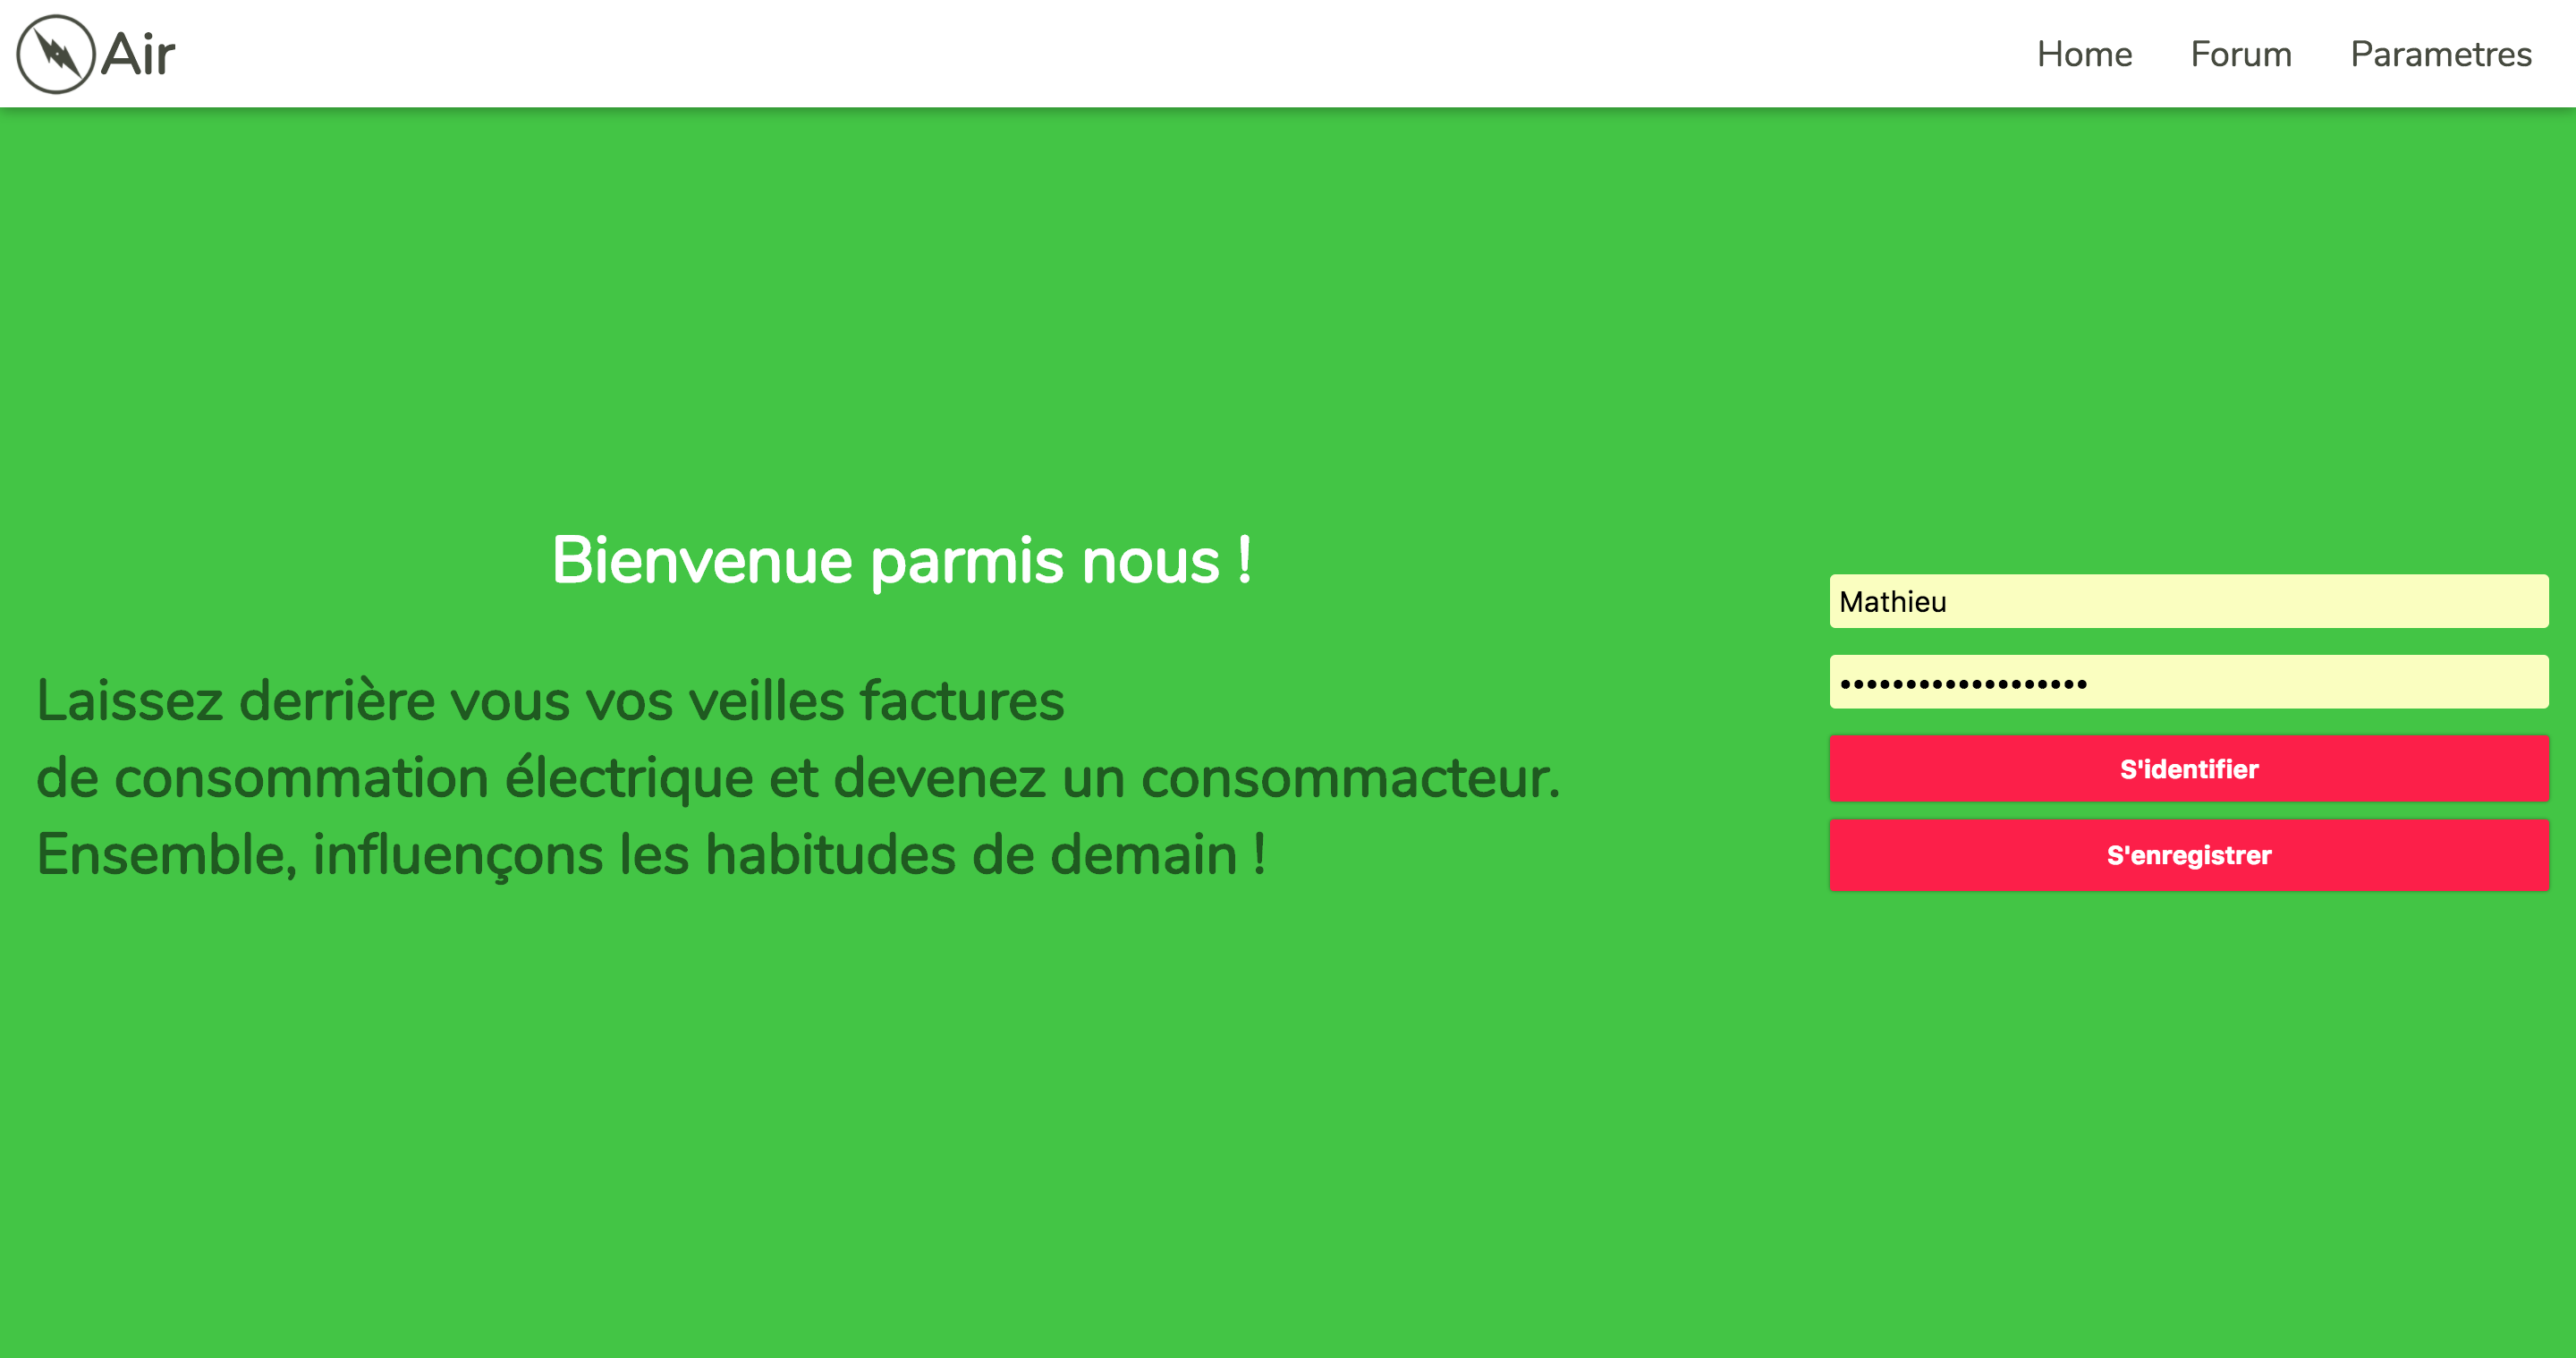 Air
Home Forum Parametres
Bienvenue parmis nous !
Laissez derrière vous vos veilles factures
de consommation électrique et devenez un consommacteur.
Ensemble, influençons les habitudes de demain !
Mathieu
•••••••••••••••••••
S'identifier
S'enregistrer